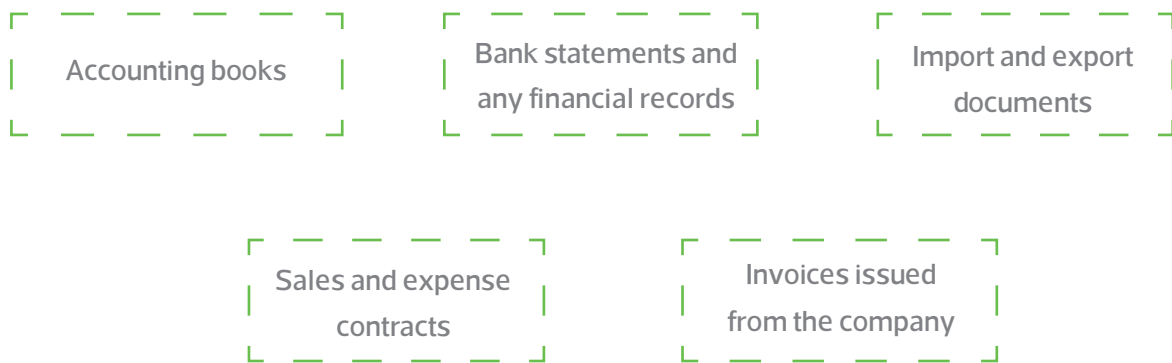 Accounting books
Bank statements and
any financial records
Import and export
documents
Sales and expense
contracts
Invoices issued
from the company